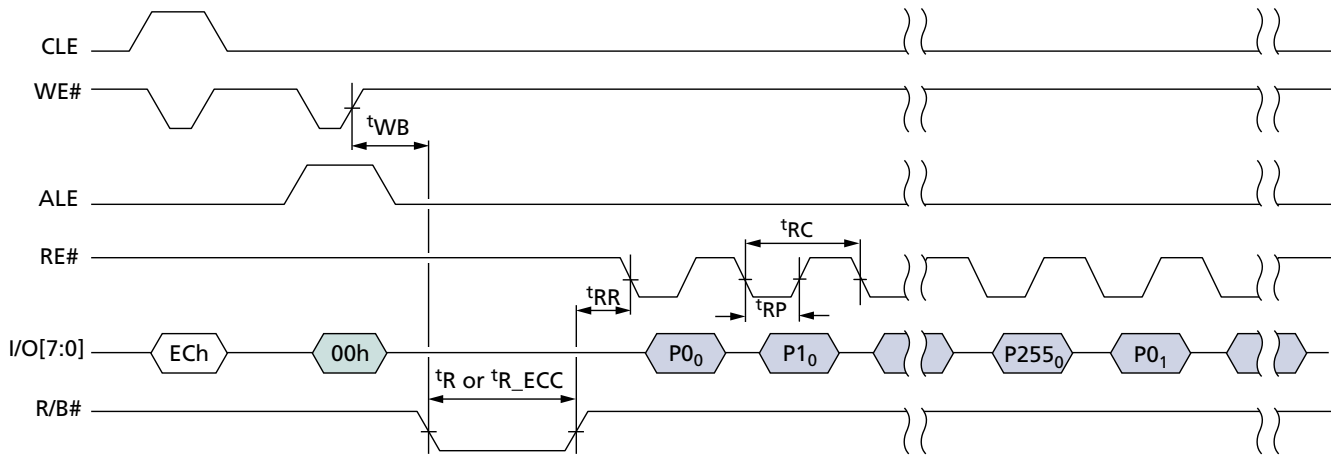 CLE
WE#
tWB
ALE
tRC
RE#
tRR
tRP
I/O[7:0] ECh 00h P0₀ P1₀ P255₀ P0₁
tR or tR_ECC
R/B#